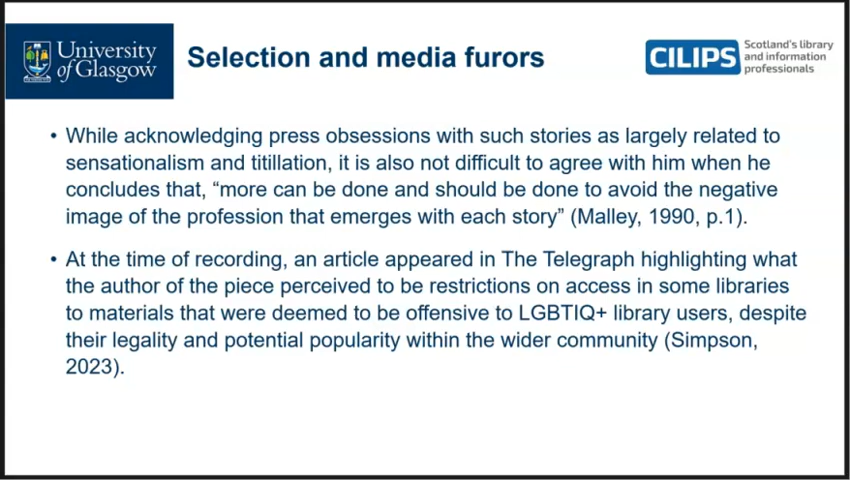 University
of Glasgow
Selection and media furors
CILIPS
Scotland's library
and information
professionals
• While acknowledging press obsessions with such stories as largely related to
sensationalism and titillation, it is also not difficult to agree with him when he
concludes that, “more can be done and should be done to avoid the negative
image of the profession that emerges with each story” (Malley, 1990, p.1).
• At the time of recording, an article appeared in The Telegraph highlighting what
the author of the piece perceived to be restrictions on access in some libraries
to materials that were deemed to be offensive to LGBTIQ+ library users, despite
their legality and potential popularity within the wider community (Simpson,
2023).